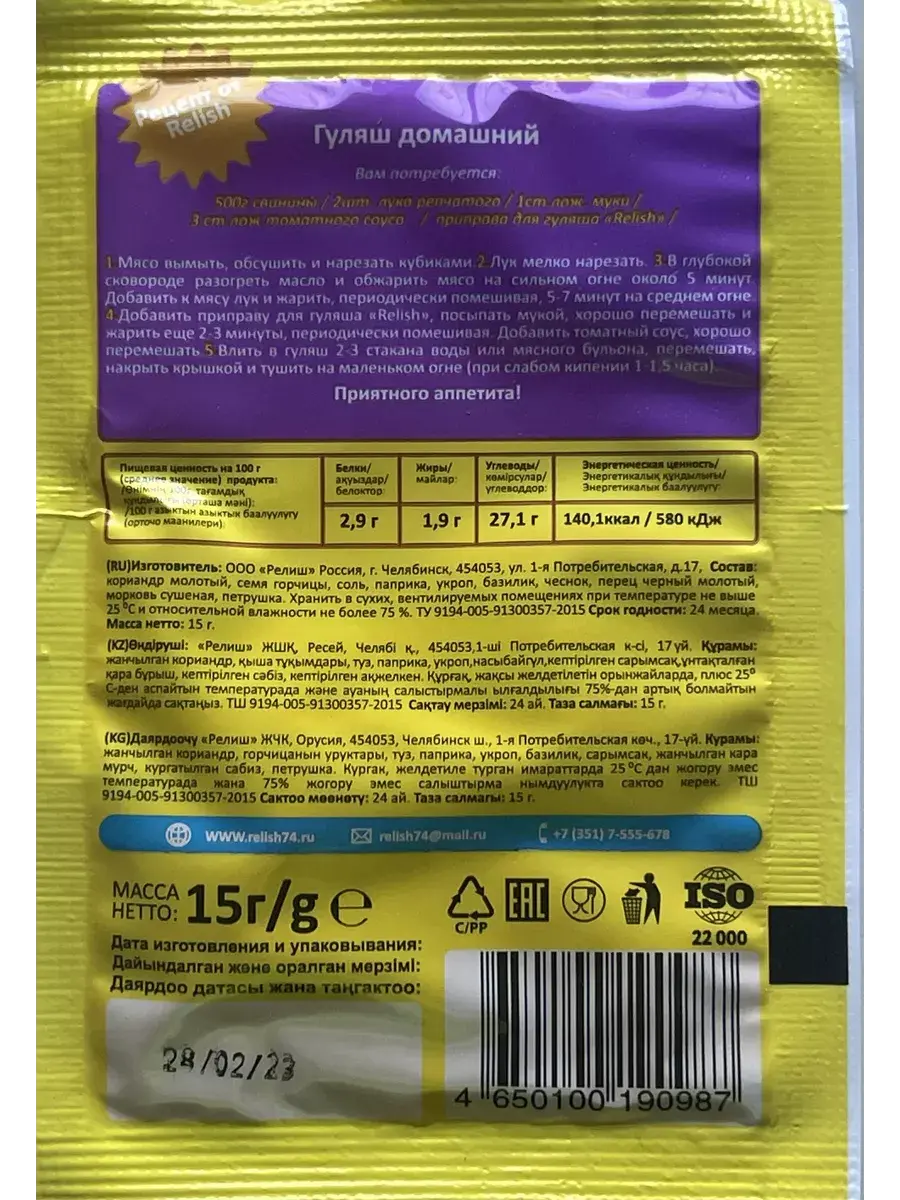 Рецепт от
Relish
Гуляш домашний
Вам потребуется:
500г свинины / 2шт. лука репчатого / 1ст лож. муки /
3 ст лож томатного соуса / приправа для гуляша «Relish» /
1.Мясо вымыть, обсушить и нарезать кубиками.2.Лук мелко нарезать. 3.В глубокой
сковороде разогреть масло и обжарить мясо на сильном огне около 5 минут.
Добавить к мясу лук и жарить, периодически помешивая, 5-7 минут на среднем огне.
4.Добавить приправу для гуляша «Relish», посыпать мукой, хорошо перемешать и
жарить еще 2-3 минуты, периодически помешивая. Добавить томатный соус, хорошо
перемешать.5.Влить в гуляш 2-3 стакана воды или мясного бульона, перемешать,
накрыть крышкой и тушить на маленьком огне (при слабом кипении 1-1,5 часа).
Приятного аппетита!
Пищевая ценность на 100 г
(среднее значение) продукта:
/Өнімнің 100г тағамдық
құндылығы (орташа мәні):
/100 г азыктын баалуулугу
(орточо маанилери):
Белки/
ақуыздар/
белоктор:
Жиры/
майлар:
Углеводы/
көмірсулар/
углеводдор:
Энергетическая ценность/
Энергетикалық құндылығы/
Энергетикалык баалуулугу:
2,9 г
1,9 г
27,1 г
140,1ккал / 580 кДж
(RU)Изготовитель: ООО «Релиш» Россия, г. Челябинск, 454053, ул. 1-я Потребительская, д.17, Состав:
кориандр молотый, семя горчицы, соль, паприка, укроп, базилик, чеснок, перец черный молотый,
морковь сушеная, петрушка. Хранить в сухих, вентилируемых помещениях при температуре не выше
25 ⁰С и относительной влажности не более 75 %. ТУ 9194-005-91300357-2015 Срок годности: 24 месяца.
Масса нетто: 15 г.
(KZ)Өндіруші: «Релиш» ЖШҚ, Ресей, Челябі қ., 454053,1-ші Потребительская к-сі, 17 үй. Құрамы:
жанчылған кориандр, қыша тұқымдары, туз, паприка, укроп,насыбайгүл,кептірілген сарымсақ,ұнтақталған
қара бұрыш, кептірілген сәбіз, кептірілген ақжелкен. Құрғақ, жақсы желдетілетін орынжайларда, плюс 25⁰
С-ден аспайтын температурада және ауаның салыстырмалы ылғалдылығы 75%-дан артық болмайтын
жағдайда сақтаңыз. ТШ 9194-005-91300357-2015 Сақтау мерзімі: 24 ай. Таза салмағы: 15 г.
(KG)Даярдоочу «Релиш» ЖЧК, Орусия, 454053, Челябинск ш., 1-я Потребительская көч., 17-үй. Курамы:
жанчылган кориандр, горчицанын уруктары, туз, паприка, укроп, базилик, сарымсак, жанчылган кара
мурч, кургатылган сабиз, петрушка. Кургак, желдетиле турган имараттарда 25 ⁰С дан жогору эмес
температурада жана 75% жогору эмес салыштырма нымдуулукта сактоо керек. ТШ
9194-005-91300357-2015 Сактоо мөөнөтү: 24 ай. Таза салмагы: 15 г.
www.relish74.ru
relish74@mail.ru
+7 (351) 7-555-678
МАССА
НЕТТО:
15г/g ℮
C/PP
EAC
ISO
22 000
Дата изготовления и упаковывания:
Дайындалған және оралған мерзімі:
Даярдоо датасы жана таңгактоо:
28/02/23
4 650100 190987